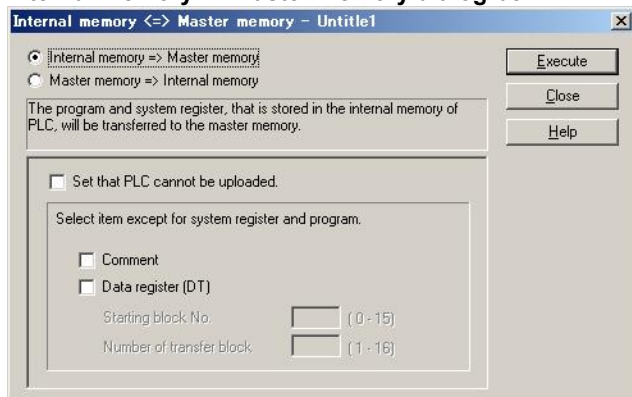 Internal memory <=> Master memory - Untitle1
Internal memory => Master memory
Master memory => Internal memory
Execute
Close
Help
The program and system register, that is stored in the internal memory of
PLC, will be transferred to the master memory.
Set that PLC cannot be uploaded.
Select item except for system register and program.
Comment
Data register (DT)
Starting block No. ( 0 - 15)
Number of transfer block ( 1 - 16)